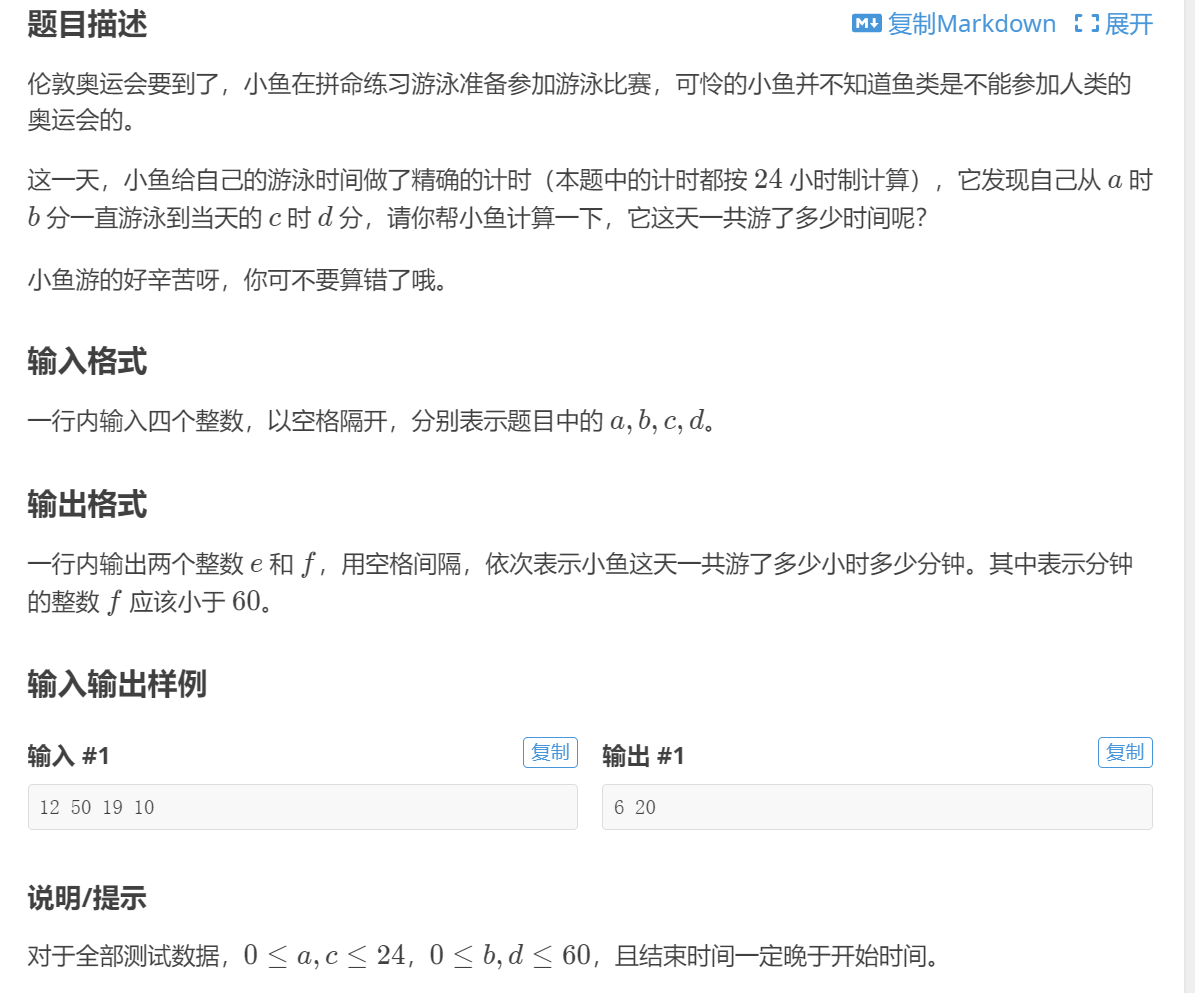 题目描述 复制Markdown 展开
伦敦奥运会要到了，小鱼在拼命练习游泳准备参加游泳比赛，可怜的小鱼并不知道鱼类是不能参加人类的
奥运会的。
这一天，小鱼给自己的游泳时间做了精确的计时（本题中的计时都按 24 小时制计算），它发现自己从 a 时
b 分一直游泳到当天的 c 时 d 分，请你帮小鱼计算一下，它这天一共游了多少时间呢？
小鱼游的好辛苦呀，你可不要算错了哦。
输入格式
一行内输入四个整数，以空格隔开，分别表示题目中的 a, b, c, d。
输出格式
一行内输出两个整数 e 和 f，用空格间隔，依次表示小鱼这天一共游了多少小时多少分钟。其中表示分钟
的整数 f 应该小于 60。
输入输出样例
输入 #1 复制 输出 #1 复制
12 50 19 10 6 20
说明/提示
对于全部测试数据，0 ≤ a, c ≤ 24，0 ≤ b, d ≤ 60，且结束时间一定晚于开始时间。